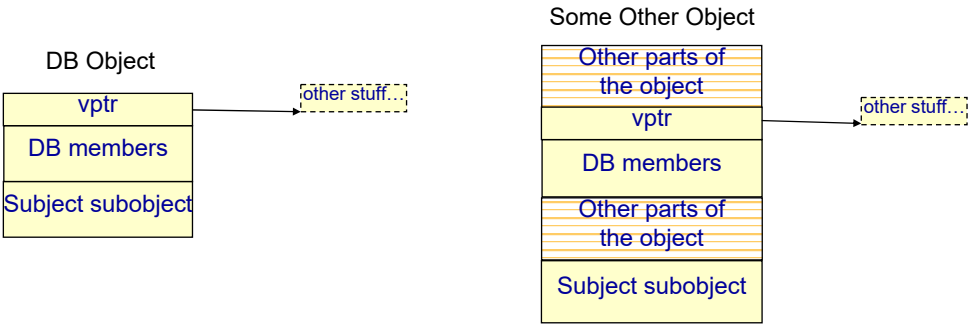 DB Object
vptr
other stuff…
DB members
Subject subobject
Some Other Object
Other parts of
the object
vptr
other stuff…
DB members
Other parts of
the object
Subject subobject